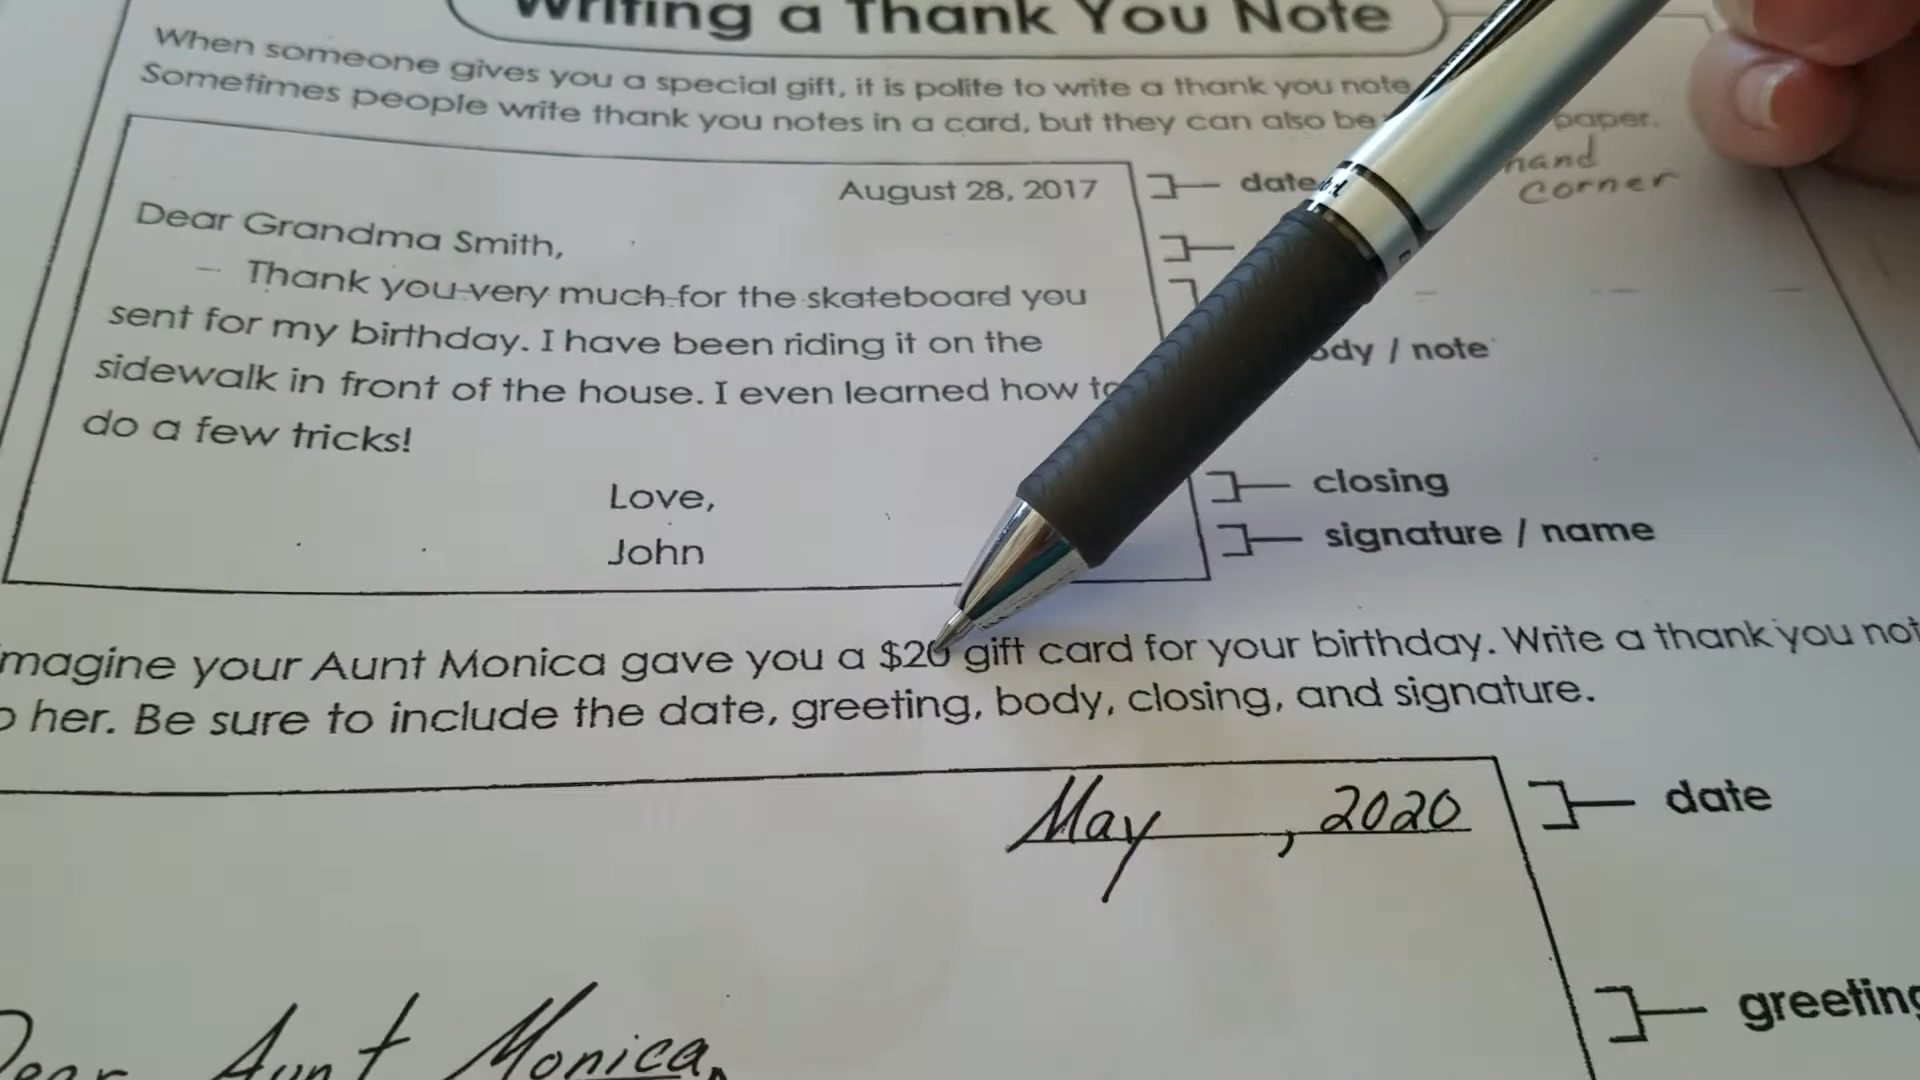 Writing a Thank You Note
When someone gives you a special gift, it is polite to write a thank you note
Sometimes people write thank you notes in a card, but they can also be paper.
hand
corner
August 28, 2017
date
Dear Grandma Smith,
Thank you very much for the skateboard you
sent for my birthday. I have been riding it on the
body / note
sidewalk in front of the house. I even learned how to
do a few tricks!
Love,
closing
John
signature / name
magine your Aunt Monica gave you a $20 gift card for your birthday. Write a thank you not
o her. Be sure to include the date, greeting, body, closing, and signature.
May , 2020
date
greeting
Dear Aunt Monica,